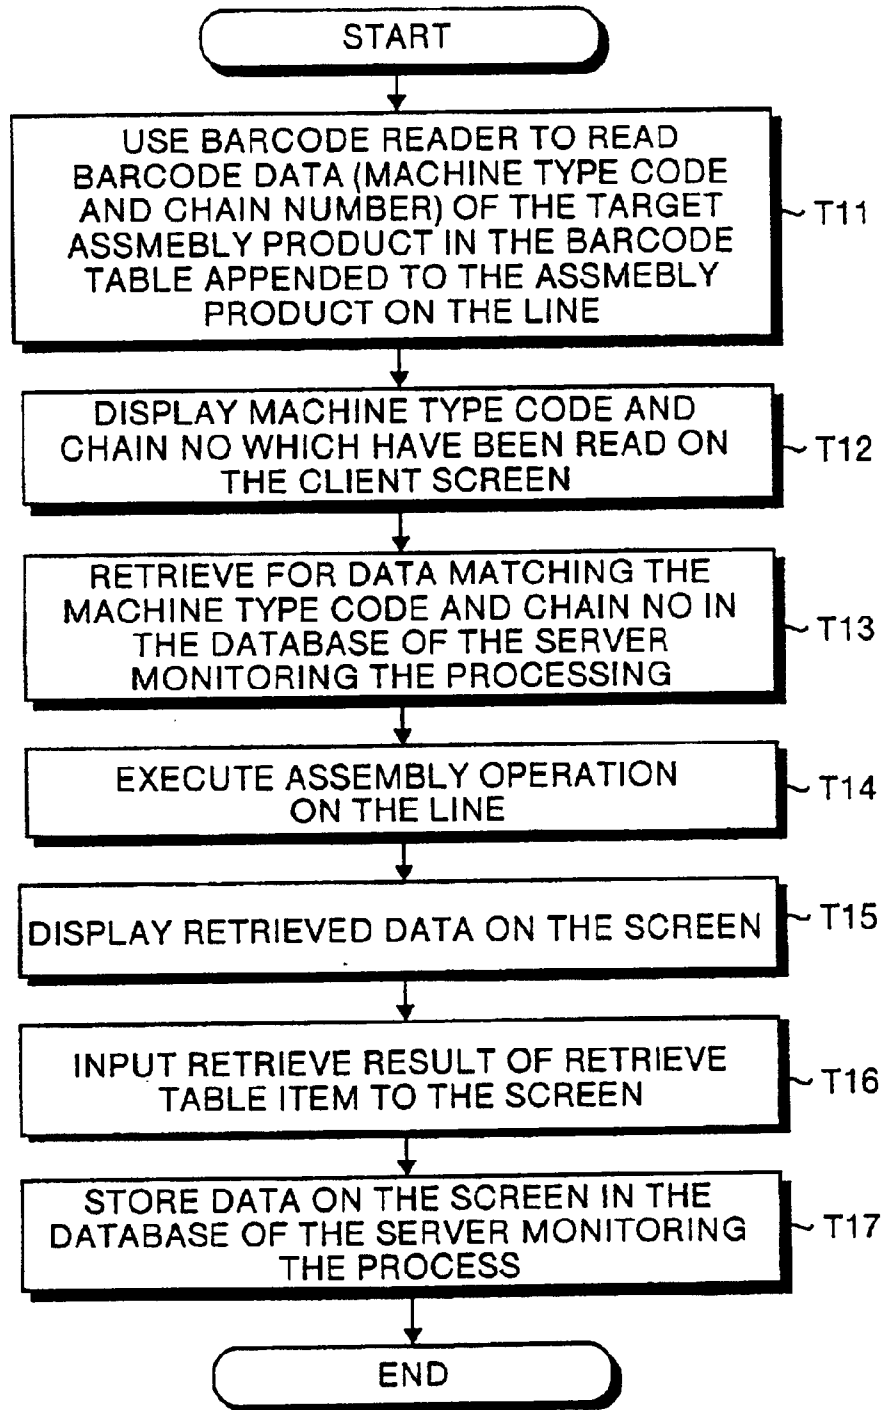 START
USE BARCODE READER TO READ
BARCODE DATA (MACHINE TYPE CODE
AND CHAIN NUMBER) OF THE TARGET
ASSMEBLY PRODUCT IN THE BARCODE
TABLE APPENDED TO THE ASSMEBLY
PRODUCT ON THE LINE
T11
DISPLAY MACHINE TYPE CODE AND
CHAIN NO WHICH HAVE BEEN READ ON
THE CLIENT SCREEN
T12
RETRIEVE FOR DATA MATCHING THE
MACHINE TYPE CODE AND CHAIN NO IN
THE DATABASE OF THE SERVER
MONITORING THE PROCESSING
T13
EXECUTE ASSEMBLY OPERATION
ON THE LINE
T14
DISPLAY RETRIEVED DATA ON THE SCREEN
T15
INPUT RETRIEVE RESULT OF RETRIEVE
TABLE ITEM TO THE SCREEN
T16
STORE DATA ON THE SCREEN IN THE
DATABASE OF THE SERVER MONITORING
THE PROCESS
T17
END